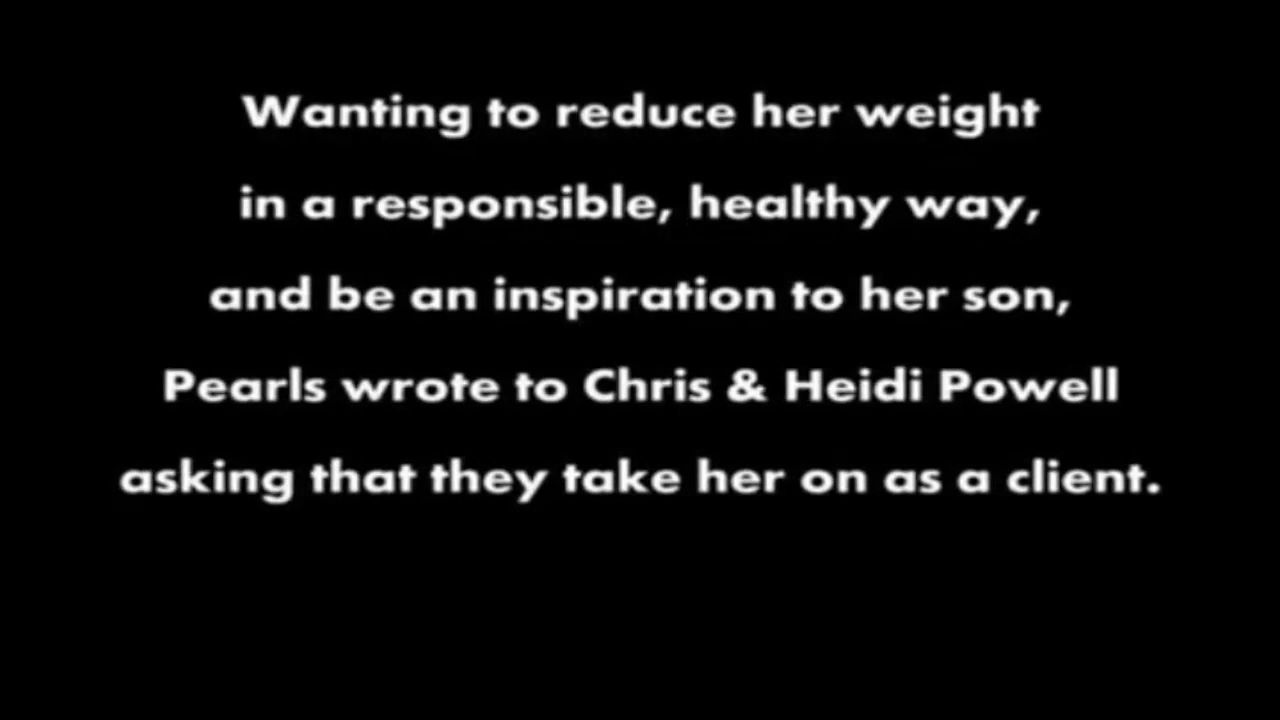 Wanting to reduce her weight
in a responsible, healthy way,
and be an inspiration to her son,
Pearls wrote to Chris & Heidi Powell
asking that they take her on as a client.